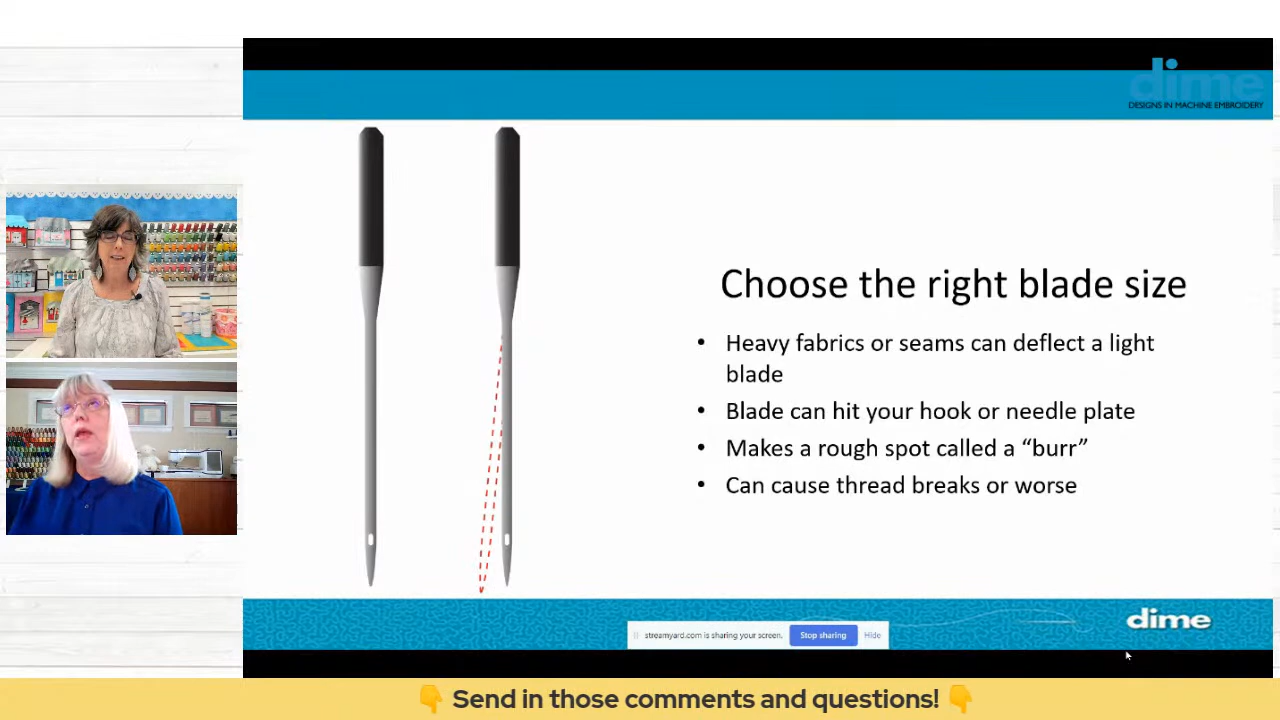 dime
DESIGNS IN MACHINE EMBROIDERY
Choose the right blade size
• Heavy fabrics or seams can deflect a light
blade
• Blade can hit your hook or needle plate
• Makes a rough spot called a “burr”
• Can cause thread breaks or worse
dime
streamyard.com is sharing your screen.
Stop sharing
Hide
👇 Send in those comments and questions! 👇